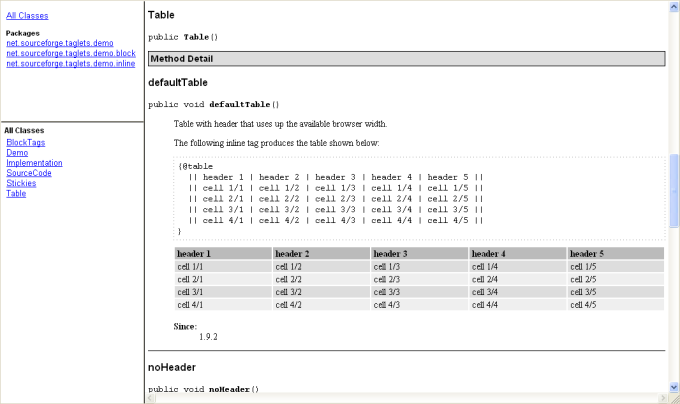 All Classes
Packages
net.sourceforge.taglets.demo
net.sourceforge.taglets.demo.block
net.sourceforge.taglets.demo.inline
All Classes
BlockTags
Demo
Implementation
SourceCode
Stickies
Table
Table
public Table()
Method Detail
defaultTable
public void defaultTable()
Table with header that uses up the available browser width.
The following inline tag produces the table shown below:
{@table
|| header 1 | header 2 | header 3 | header 4 | header 5 ||
|| cell 1/1 | cell 1/2 | cell 1/3 | cell 1/4 | cell 1/5 ||
|| cell 2/1 | cell 2/2 | cell 2/3 | cell 2/4 | cell 2/5 ||
|| cell 3/1 | cell 3/2 | cell 3/3 | cell 3/4 | cell 3/5 ||
|| cell 4/1 | cell 4/2 | cell 4/3 | cell 4/4 | cell 4/5 ||
}
header 1 header 2 header 3 header 4 header 5
cell 1/1 cell 1/2 cell 1/3 cell 1/4 cell 1/5
cell 2/1 cell 2/2 cell 2/3 cell 2/4 cell 2/5
cell 3/1 cell 3/2 cell 3/3 cell 3/4 cell 3/5
cell 4/1 cell 4/2 cell 4/3 cell 4/4 cell 4/5
Since:
1.9.2
noHeader
public void noHeader()